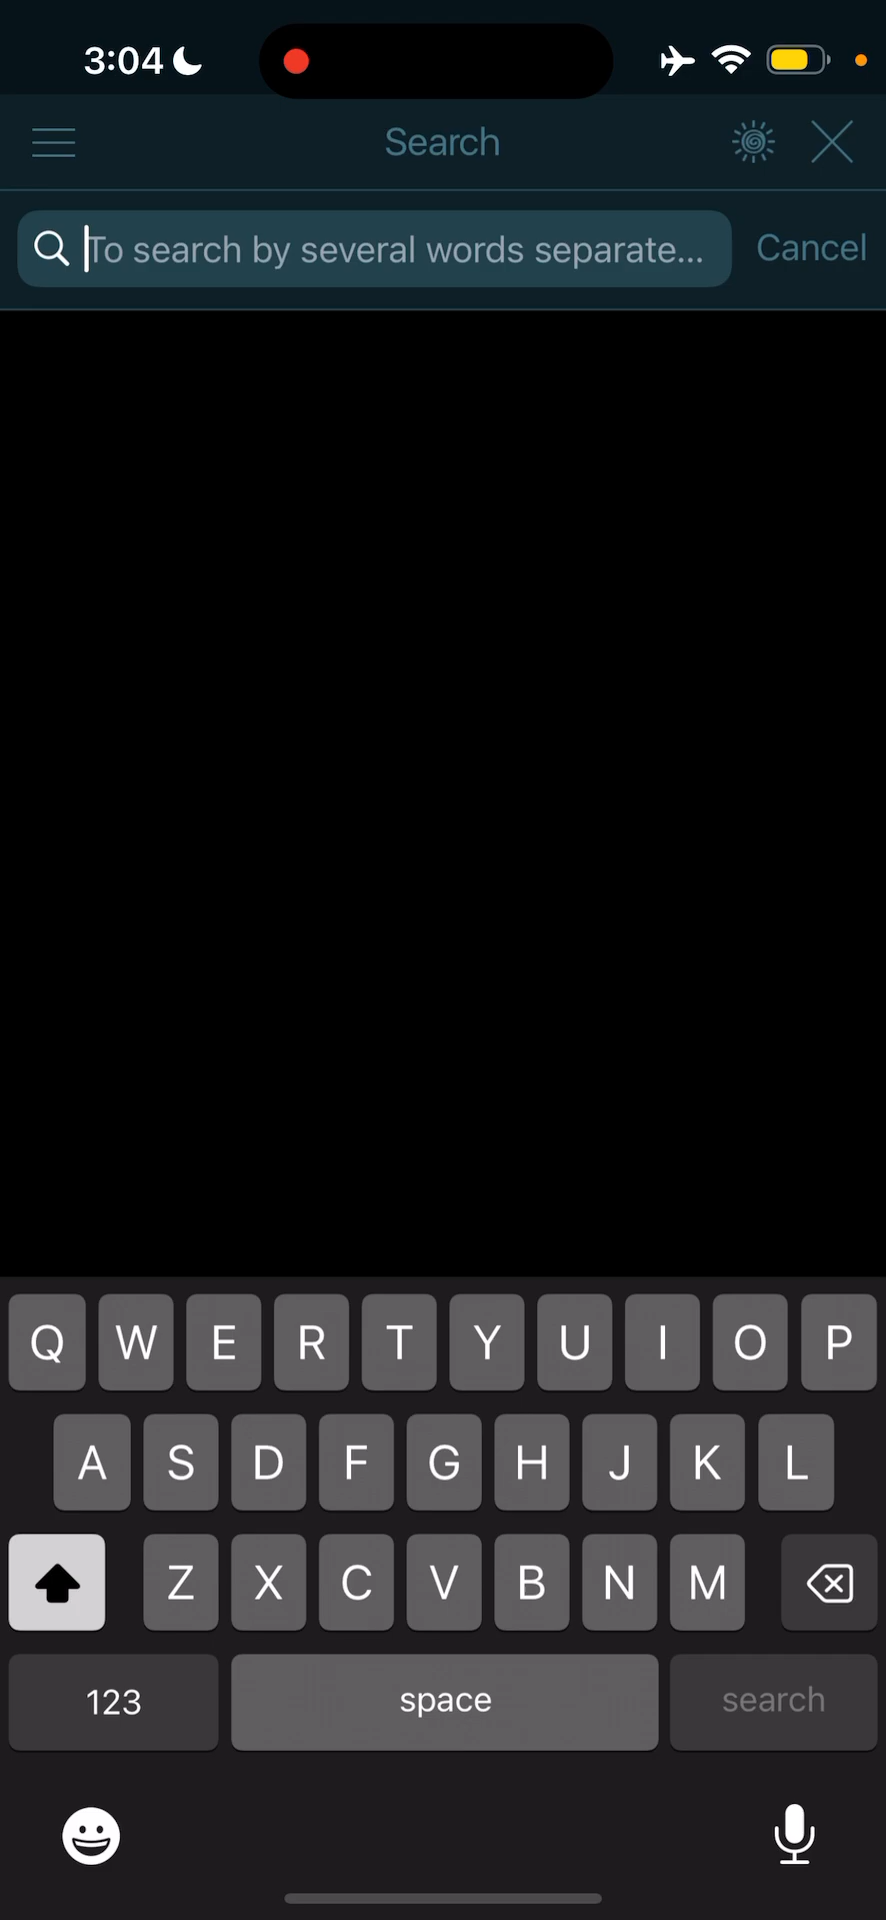 3:04
Search
To search by several words separate...
Cancel
Q W E R T Y U I O P
A S D F G H J K L
Z X C V B N M
123 space search